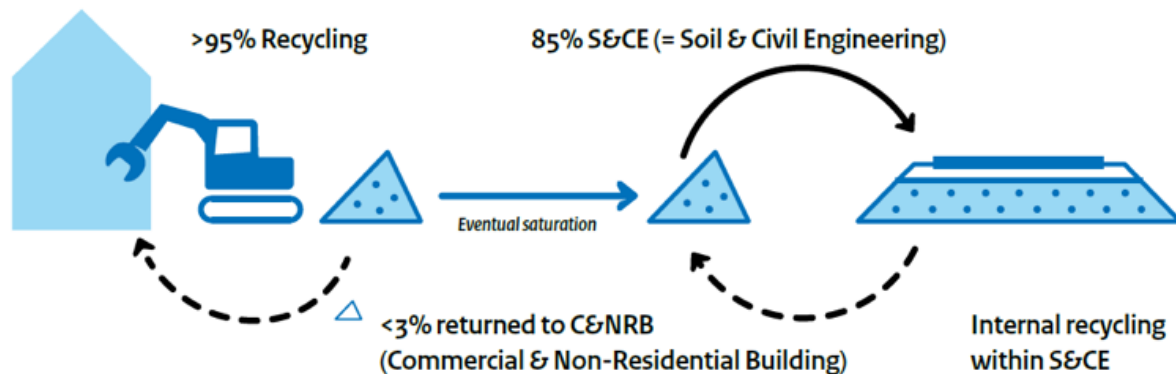 >95% Recycling
85% S&CE (= Soil & Civil Engineering)
Eventual saturation
<3% returned to C&NRB
(Commercial & Non-Residential Building)
Internal recycling
within S&CE